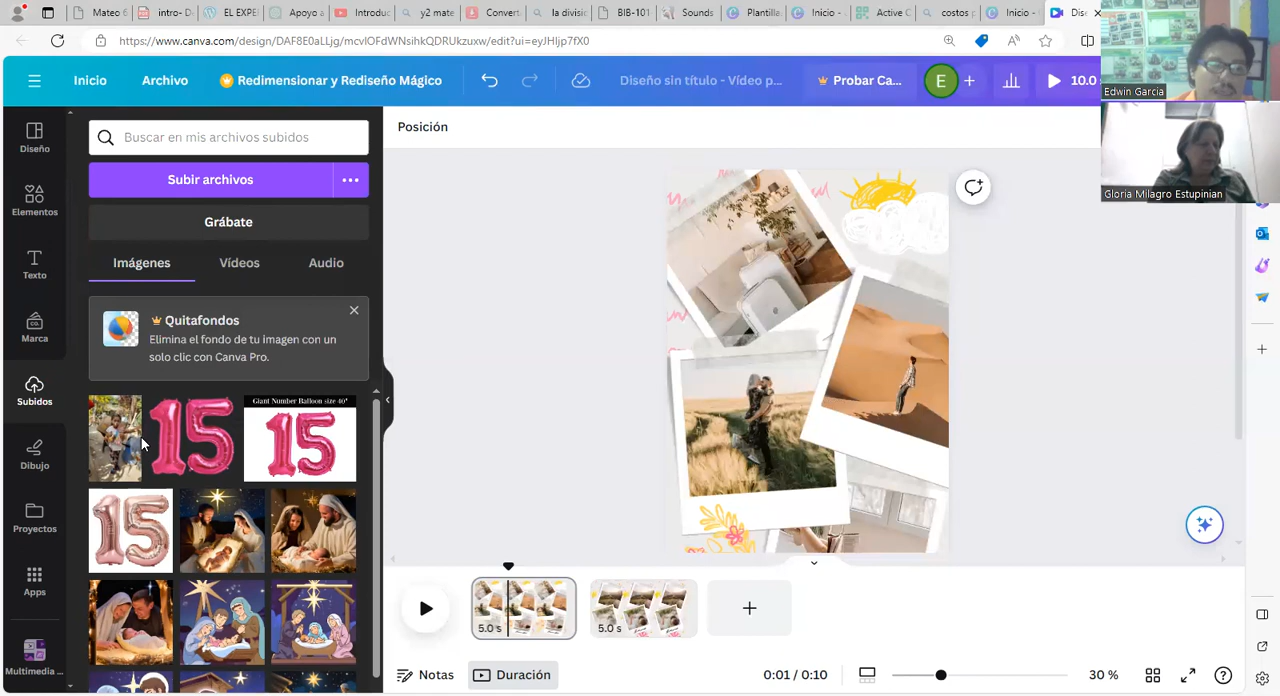 Mateo 6
intro- D
EL EXPE
Apoyo a
Introduc
y2 mate
Convert
la divisió
BIB-101
Sounds
Plantilla
Inicio -
Active C
costos p
Inicio - I
Dise
https://www.canva.com/design/DAF8E0aLLjg/mcvlOFdWNsihkQDRUkzuxw/edit?ui=eyJHIjp7fX0
Inicio
Archivo
Redimensionar y Rediseño Mágico
Diseño sin título - Vídeo p...
Probar Ca...
E
10.0
Edwin Garcia
Gloria Milagro Estupinian
Diseño
Elementos
Texto
Marca
Subidos
Dibujo
Proyectos
Apps
Multimedia ...
Buscar en mis archivos subidos
Subir archivos
Grábate
Imágenes
Vídeos
Audio
Quitafondos
Elimina el fondo de tu imagen con un
solo clic con Canva Pro.
15
Giant Number Balloon size 40"
15
15
Posición
5.0 s
5.0 s
Notas
Duración
0:01 / 0:10
30 %